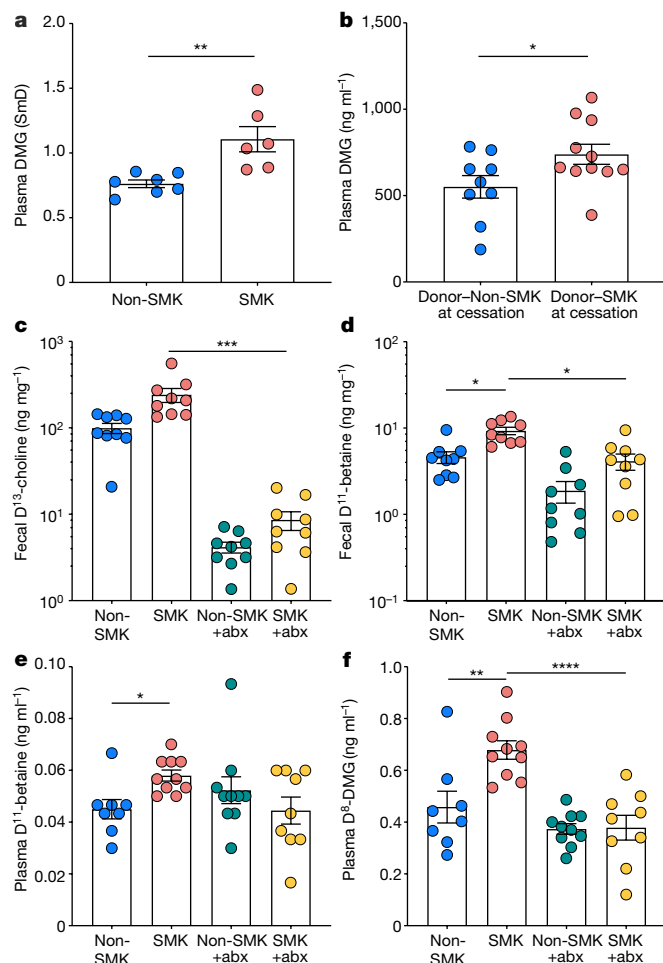 a
Plasma DMG (SmD)
2.0
1.5
1.0
0.5
0
**
Non-SMK
SMK
b
Plasma DMG (ng ml⁻¹)
1,500
1,000
500
0
*
Donor–Non-SMK
at cessation
Donor–SMK
at cessation
c
Fecal D¹³-choline (ng mg⁻¹)
10³
10²
10¹
10⁰
***
Non-
SMK
SMK
Non-SMK
+abx
SMK
+abx
d
Fecal D¹¹-betaine (ng mg⁻¹)
10²
10¹
10⁰
10⁻¹
*
*
Non-
SMK
SMK
Non-SMK
+abx
SMK
+abx
e
Plasma D¹¹-betaine (ng ml⁻¹)
0.10
0.08
0.06
0.04
0.02
0
*
Non-
SMK
SMK
Non-SMK
+abx
SMK
+abx
f
Plasma D⁸-DMG (ng ml⁻¹)
1.0
0.8
0.6
0.4
0.2
0
**
****
Non-
SMK
SMK
Non-SMK
+abx
SMK
+abx